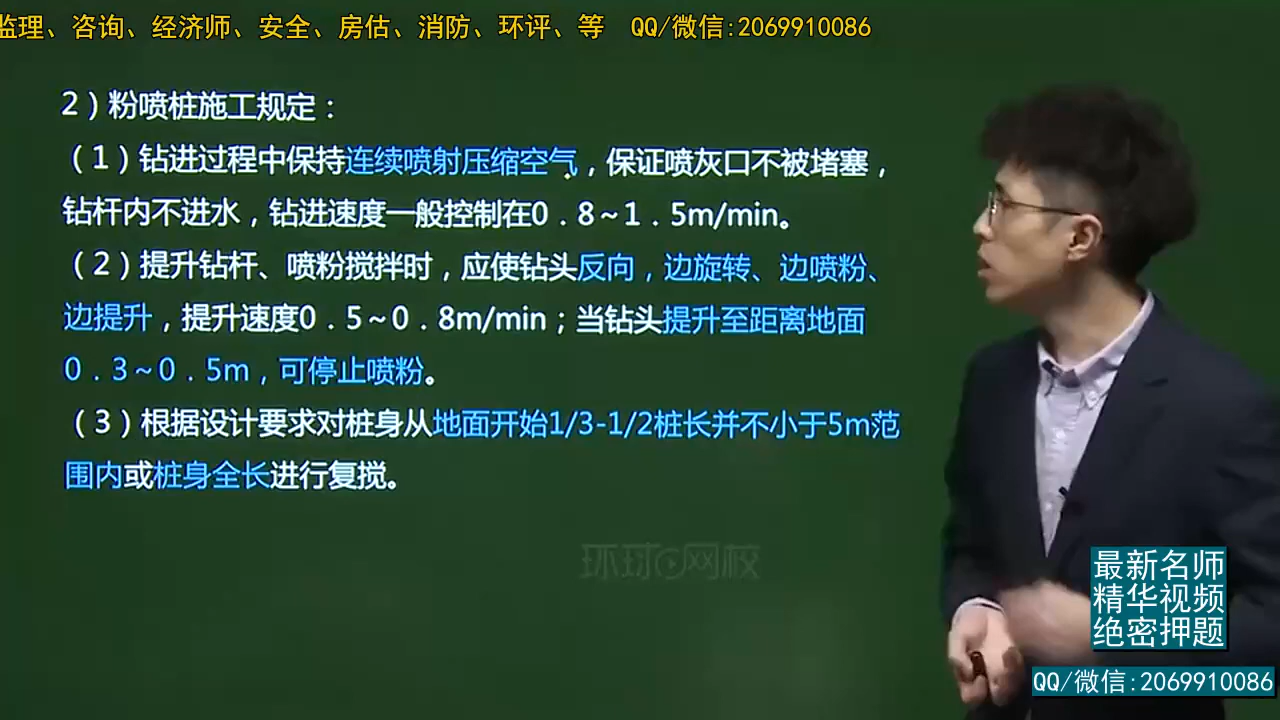 监理、咨询、经济师、安全、房估、消防、环评、等 QQ/微信:2069910086
2）粉喷桩施工规定：
（1）钻进过程中保持连续喷射压缩空气，保证喷灰口不被堵塞，
钻杆内不进水，钻进速度一般控制在0．8～1．5m/min。
（2）提升钻杆、喷粉搅拌时，应使钻头反向，边旋转、边喷粉、
边提升，提升速度0．5～0．8m/min；当钻头提升至距离地面
0．3～0．5m，可停止喷粉。
（3）根据设计要求对桩身从地面开始1/3-1/2桩长并不小于5m范
围内或桩身全长进行复搅。
环球网校
最新名师
精华视频
绝密押题
QQ/微信:2069910086